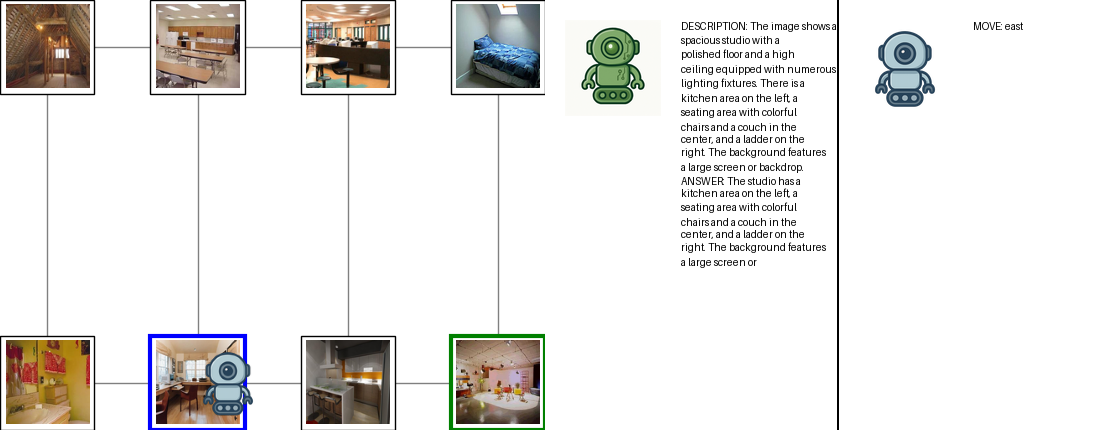 DESCRIPTION: The image shows a
spacious studio with a
polished floor and a high
ceiling equipped with numerous
lighting fixtures. There is a
kitchen area on the left, a
seating area with colorful
chairs and a couch in the
center, and a ladder on the
right. The background features
a large screen or backdrop.
ANSWER: The studio has a
kitchen area on the left, a
seating area with colorful
chairs and a couch in the
center, and a ladder on the
right. The background features
a large screen or
MOVE: east